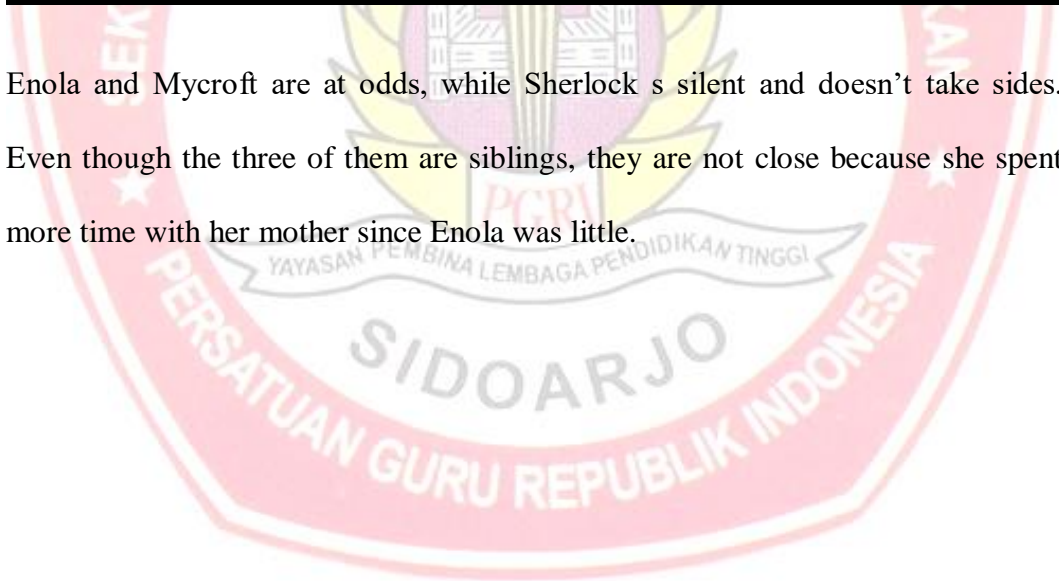 Enola and Mycroft are at odds, while Sherlock s silent and doesn’t take sides.
Even though the three of them are siblings, they are not close because she spent
more time with her mother since Enola was little.
PGRI
YAYASAN PEMBINA LEMBAGA PENDIDIKAN TINGGI
SIDOARJO
PERSATUAN GURU REPUBLIK INDONESIA